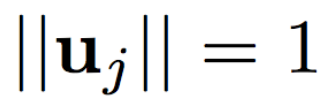 ||𝐮ⱼ|| = 1